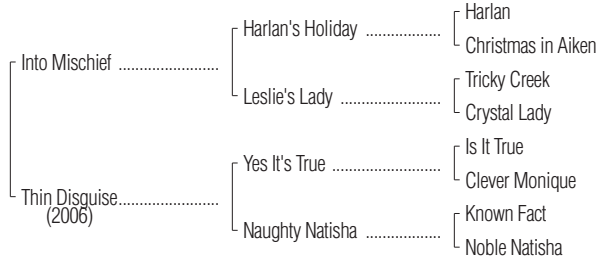 Harlan
Harlan's Holiday ..................
Christmas in Aiken
Into Mischief ........................
Tricky Creek
Leslie's Lady ........................
Crystal Lady
Is It True
Yes It's True ..........................
Clever Monique
Thin Disguise........................
(2006)
Known Fact
Naughty Natisha ..................
Noble Natisha